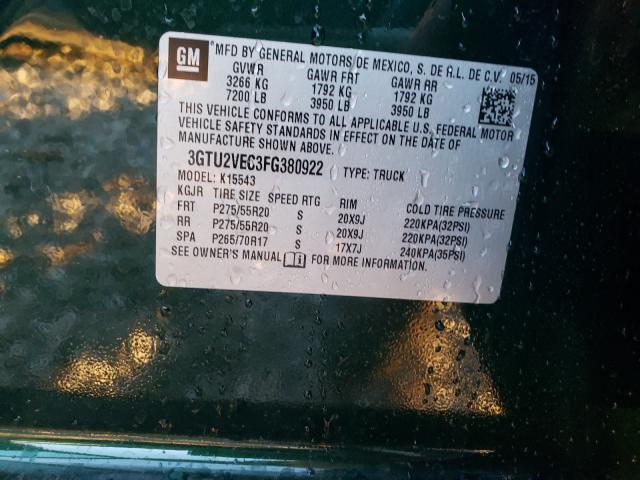 GM ® MFD BY GENERAL MOTORS DE MEXICO, S. DE R.L. DE C.V. 05/15
GVWR GAWR FRT GAWR RR
3266 KG 1792 KG 1792 KG
7200 LB 3950 LB 3950 LB
THIS VEHICLE CONFORMS TO ALL APPLICABLE U.S. FEDERAL MOTOR
VEHICLE SAFETY STANDARDS IN EFFECT ON THE DATE OF
MANUFACTURE SHOWN ABOVE.
3GTU2VEC3FG380922 TYPE: TRUCK
MODEL: K15543
KGJR TIRE SIZE SPEED RTG RIM COLD TIRE PRESSURE
FRT P275/55R20 S 20X9J 220KPA(32PSI)
RR P275/55R20 S 20X9J 220KPA(32PSI)
SPA P265/70R17 S 17X7J 240KPA(35PSI)
SEE OWNER'S MANUAL FOR MORE INFORMATION.